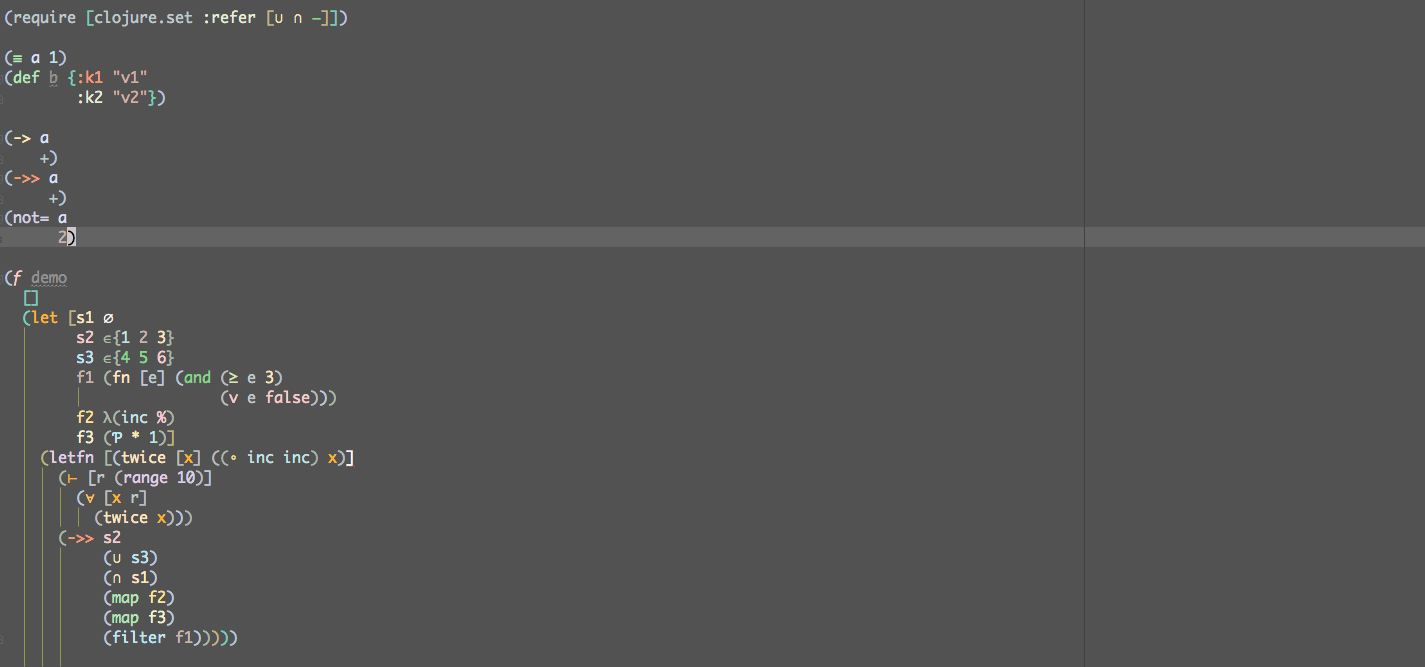 (require [clojure.set :refer [∪ ∩ −]])
(≡ a 1)
(def b {:k1 "v1"
:k2 "v2"})
(-> a
+)
(->> a
+)
(not= a
2)
(ƒ demo
[]
(let [s1 ∅
s2 ∈{1 2 3}
s3 ∈{4 5 6}
f1 (fn [e] (and (≥ e 3)
(∨ e false)))
f2 λ(inc %)
f3 (Ƥ * 1)]
(letfn [(twice [x] ((∘ inc inc) x)]
(⊢ [r (range 10)]
(∀ [x r]
(twice x)))
(->> s2
(∪ s3)
(∩ s1)
(map f2)
(map f3)
(filter f1)))))